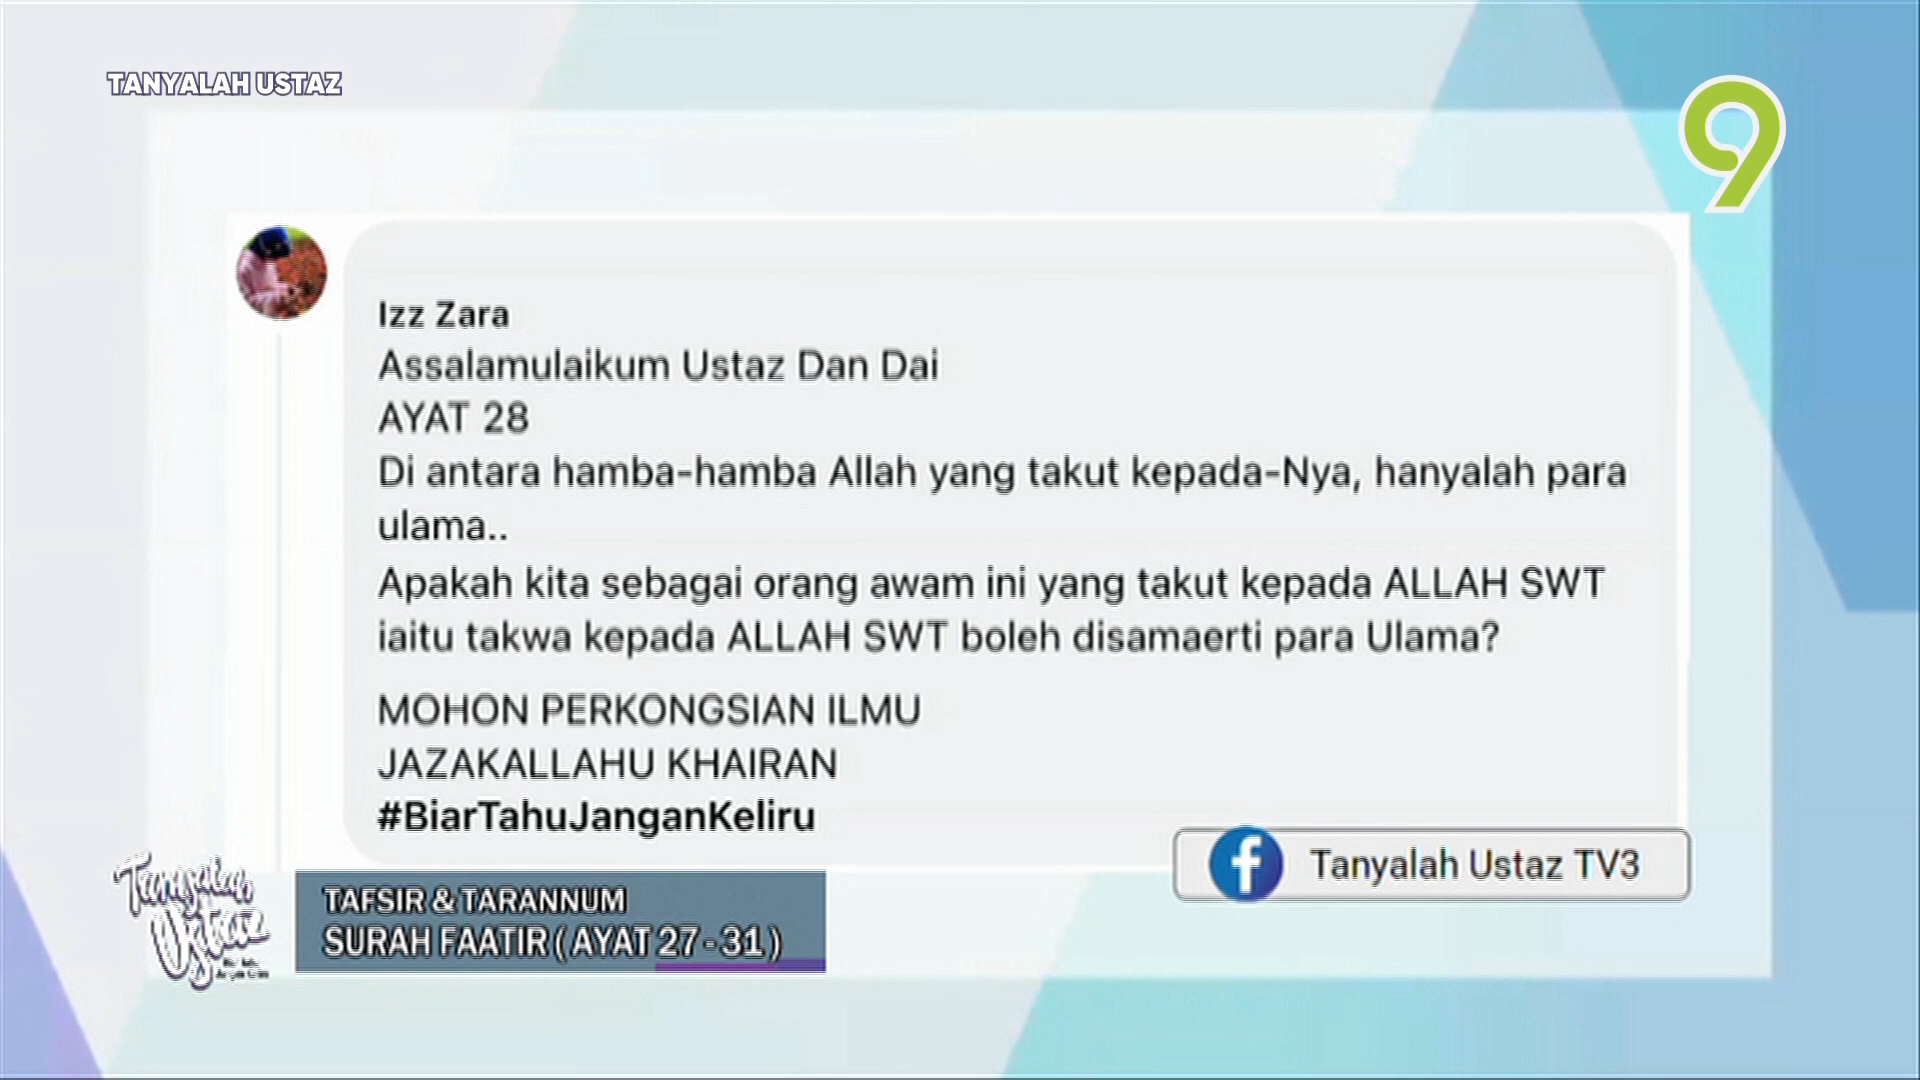 TANYALAH USTAZ
9
Izz Zara
Assalamulaikum Ustaz Dan Dai
AYAT 28
Di antara hamba-hamba Allah yang takut kepada-Nya, hanyalah para
ulama..
Apakah kita sebagai orang awam ini yang takut kepada ALLAH SWT
iaitu takwa kepada ALLAH SWT boleh disamaerti para Ulama?
MOHON PERKONGSIAN ILMU
JAZAKALLAHU KHAIRAN
#BiarTahuJanganKeliru
Tanyalah Ustaz TV3
Tanyalah
Ustaz
TAFSIR & TARANNUM
SURAH FAATIR ( AYAT 27 - 31 )